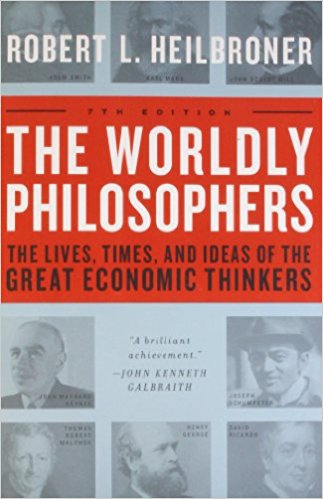 ROBERT L. HEILBRONER
ADAM SMITH
KARL MARX
JOHN STUART MILL
7TH EDITION
THE WORLDLY
PHILOSOPHERS
THE LIVES, TIMES, AND IDEAS OF THE
GREAT ECONOMIC THINKERS
"A brilliant
achievement."
—JOHN KENNETH
GALBRAITH
JOHN MAYNARD
KEYNES
JOSEPH
SCHUMPETER
THOMAS
ROBERT
MALTHUS
HENRY
GEORGE
DAVID
RICARDO